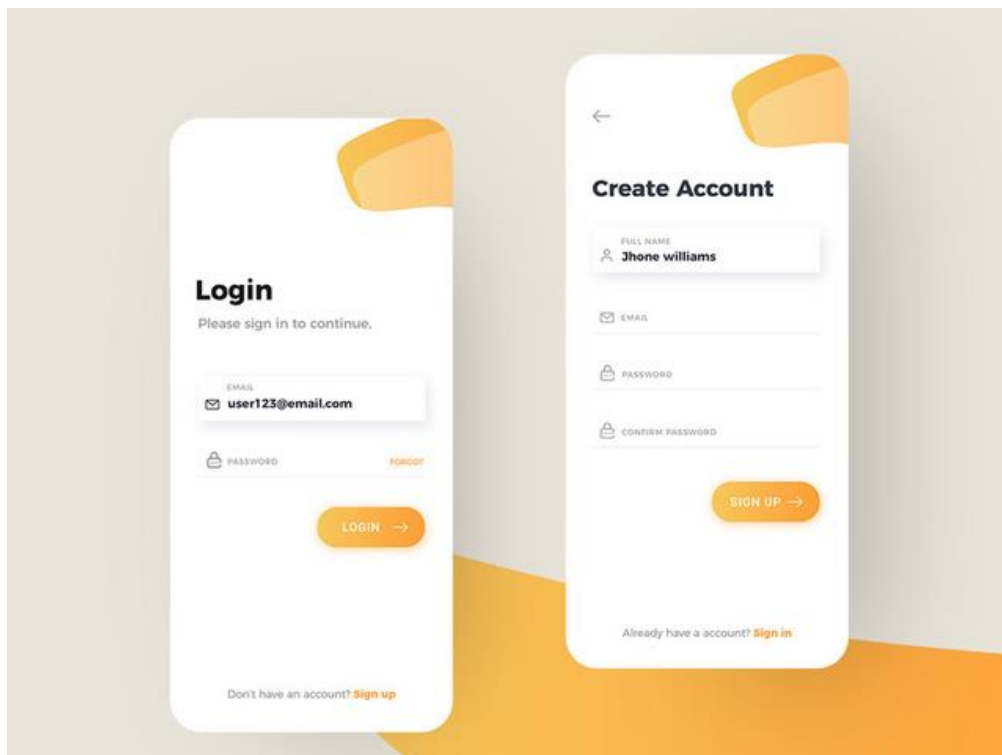 Login
Please sign in to continue.
EMAIL
user123@email.com
PASSWORD
FORGOT
LOGIN
Don't have an account? Sign up
Create Account
FULL NAME
Jhone williams
EMAIL
PASSWORD
CONFIRM PASSWORD
SIGN UP
Already have a account? Sign in